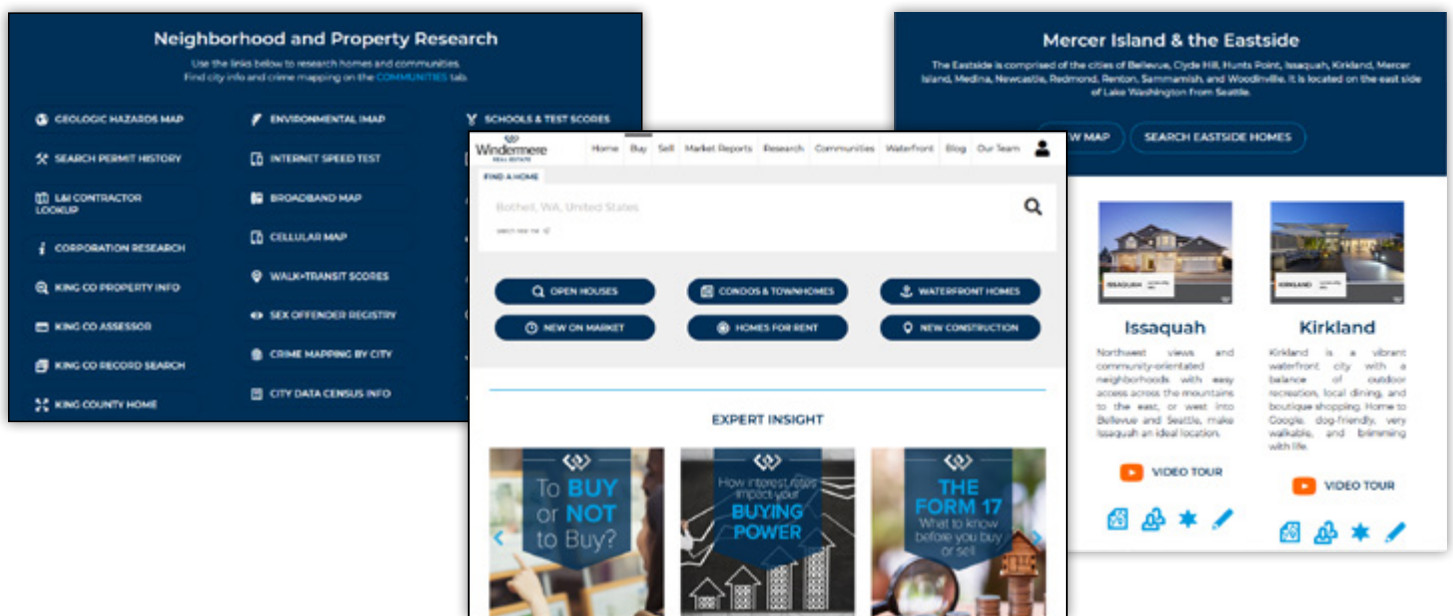 Neighborhood and Property Research
Use the links below to research homes and communities.
Find city info and crime mapping on the COMMUNITIES tab.
GEOLOGIC HAZARDS MAP
SEARCH PERMIT HISTORY
L&I CONTRACTOR
LOOKUP
CORPORATION RESEARCH
KING CO PROPERTY INFO
KING CO ASSESSOR
KING CO RECORD SEARCH
KING COUNTY HOME
ENVIRONMENTAL IMAP
INTERNET SPEED TEST
BROADBAND MAP
CELLULAR MAP
WALK+TRANSIT SCORES
SEX OFFENDER REGISTRY
CRIME MAPPING BY CITY
CITY DATA CENSUS INFO
SCHOOLS & TEST SCORES
Windermere
REAL ESTATE
Home Buy Sell Market Reports Research Communities Waterfront Blog Our Team
FIND A HOME
Bothell, WA, United States
OPEN HOUSES
CONDOS & TOWNHOMES
WATERFRONT HOMES
NEW ON MARKET
HOMES FOR RENT
NEW CONSTRUCTION
EXPERT INSIGHT
To BUY
or NOT
to Buy?
How interest rates
impact your
BUYING
POWER
THE
FORM 17
What to know
before you buy
or sell
Mercer Island & the Eastside
The Eastside is comprised of the cities of Bellevue, Clyde Hill, Hunts Point, Issaquah, Kirkland, Mercer
Island, Medina, Newcastle, Redmond, Renton, Sammamish, and Woodinville. It is located on the east side
of Lake Washington from Seattle.
W MAP
SEARCH EASTSIDE HOMES
ISSAQUAH
KIRKLAND
Issaquah
Northwest views and
community-orientated
neighborhoods with easy
access across the mountains
to the east, or west into
Bellevue and Seattle, make
Issaquah an ideal location.
VIDEO TOUR
Kirkland
Kirkland is a vibrant
waterfront city with a
balance of outdoor
recreation, local dining, and
boutique shopping. Home to
Google, dog-friendly, very
walkable, and brimming
with life.
VIDEO TOUR